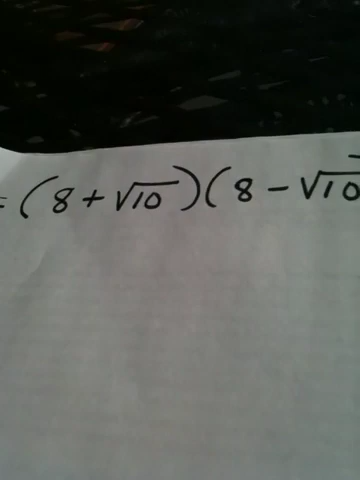 = (8 + √10)(8 - √10